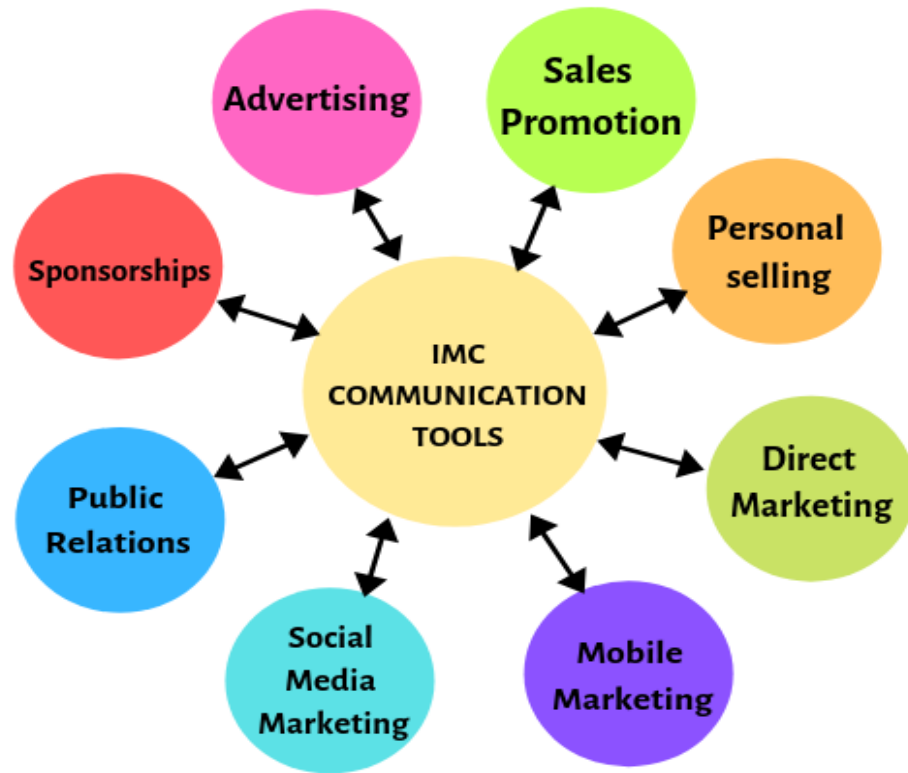 Advertising
Sales
Promotion
Personal
selling
Direct
Marketing
Mobile
Marketing
Social
Media
Marketing
Public
Relations
Sponsorships
IMC
COMMUNICATION
TOOLS